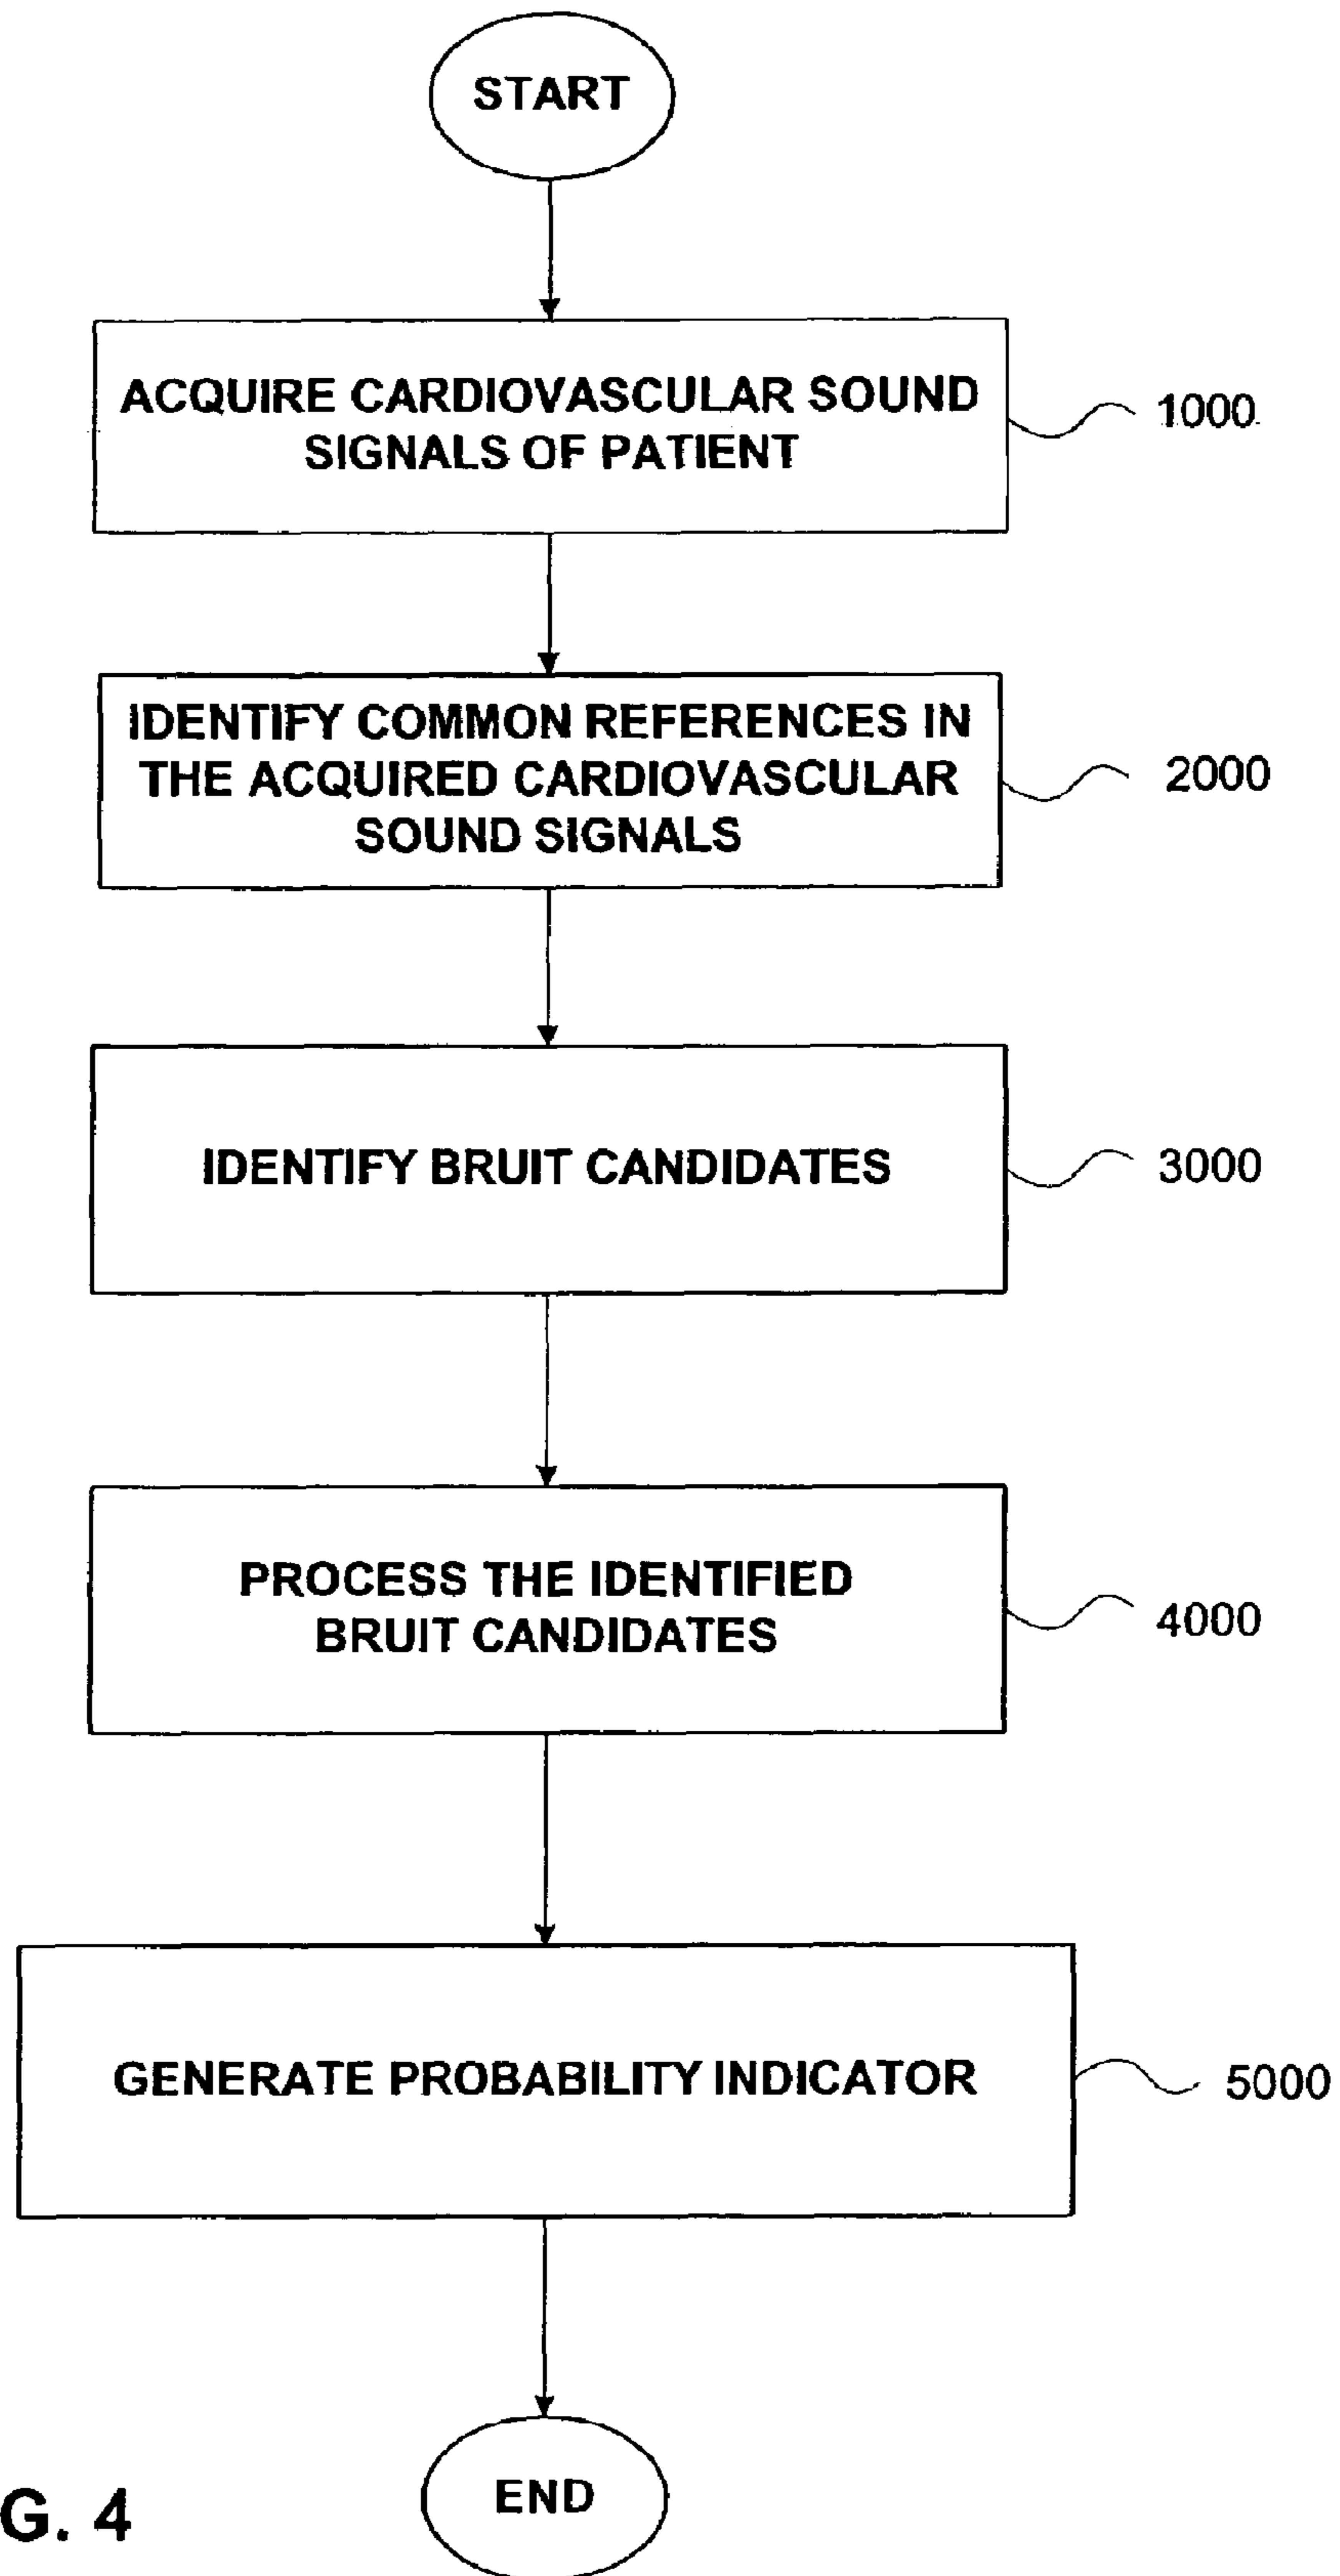 START
ACQUIRE CARDIOVASCULAR SOUND
SIGNALS OF PATIENT
1000
IDENTIFY COMMON REFERENCES IN
THE ACQUIRED CARDIOVASCULAR
SOUND SIGNALS
2000
IDENTIFY BRUIT CANDIDATES
3000
PROCESS THE IDENTIFIED
BRUIT CANDIDATES
4000
GENERATE PROBABILITY INDICATOR
5000
END
G. 4